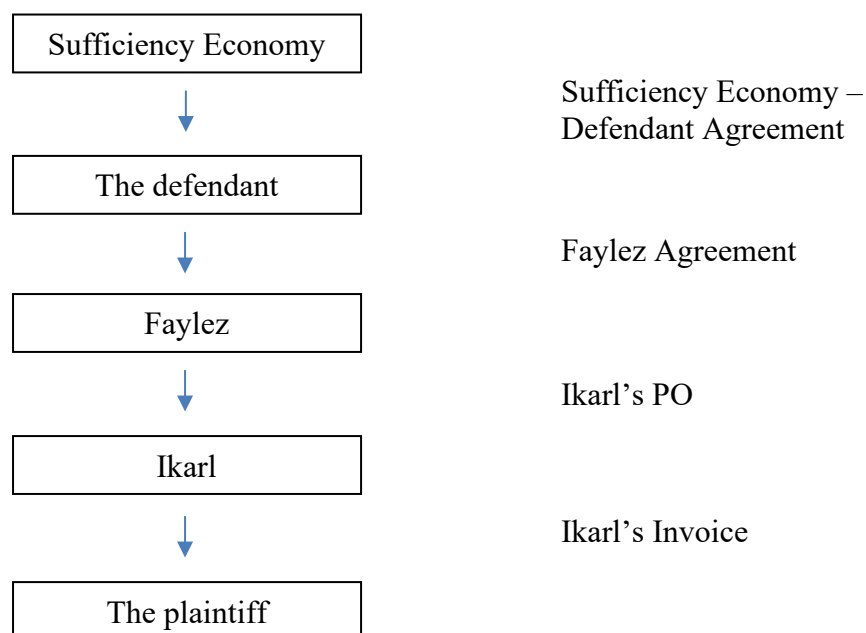 Sufficiency Economy
Sufficiency Economy –
Defendant Agreement
The defendant
Faylez Agreement
Faylez
Ikarl’s PO
Ikarl
Ikarl’s Invoice
The plaintiff